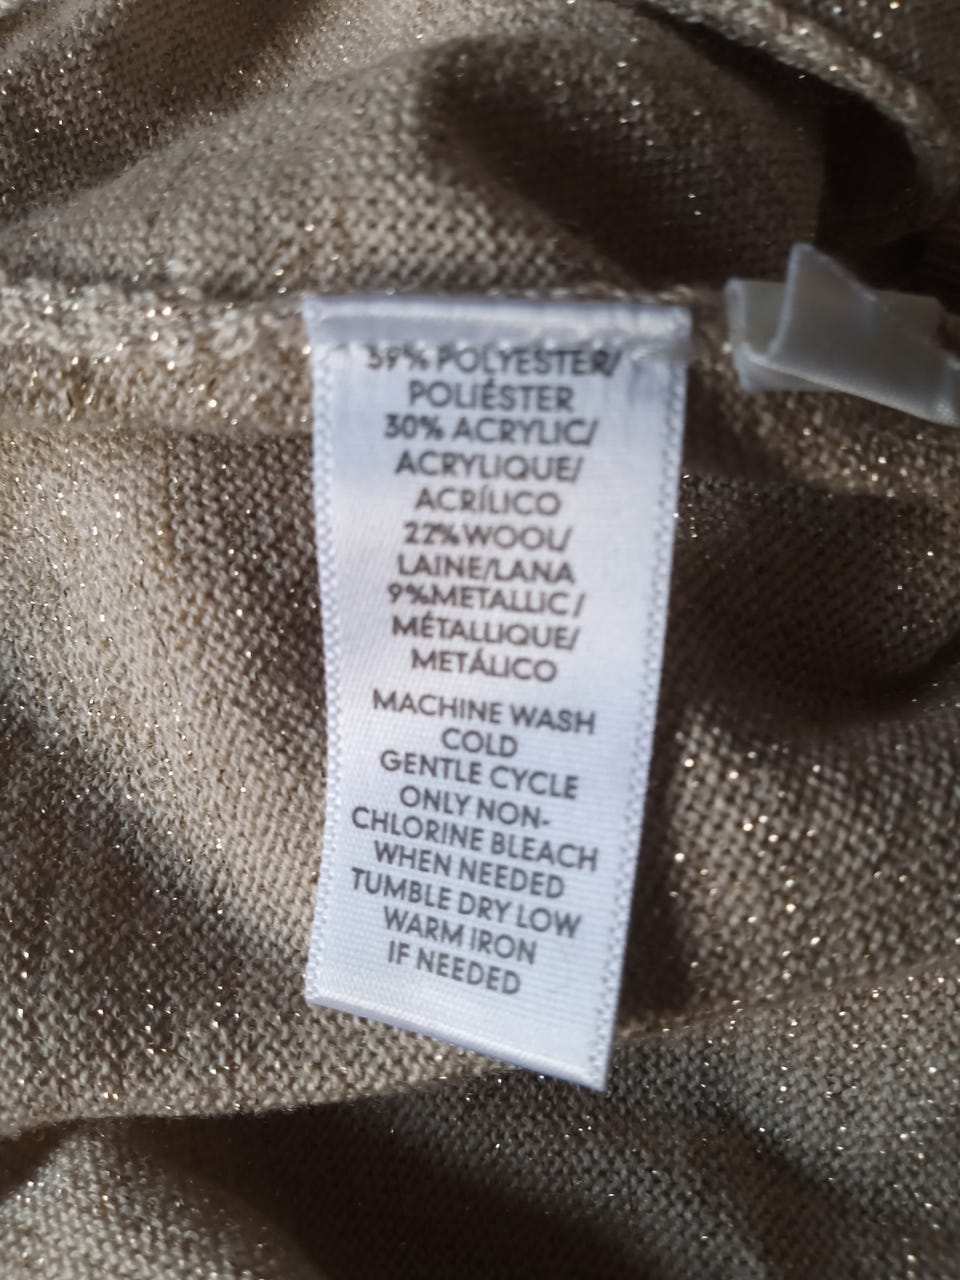 39% POLYESTER/
POLIÉSTER
30% ACRYLIC/
ACRYLIQUE/
ACRÍLICO
22%WOOL/
LAINE/LANA
9%METALLIC/
MÉTALLIQUE/
METÁLICO
MACHINE WASH
COLD
GENTLE CYCLE
ONLY NON-
CHLORINE BLEACH
WHEN NEEDED
TUMBLE DRY LOW
WARM IRON
IF NEEDED